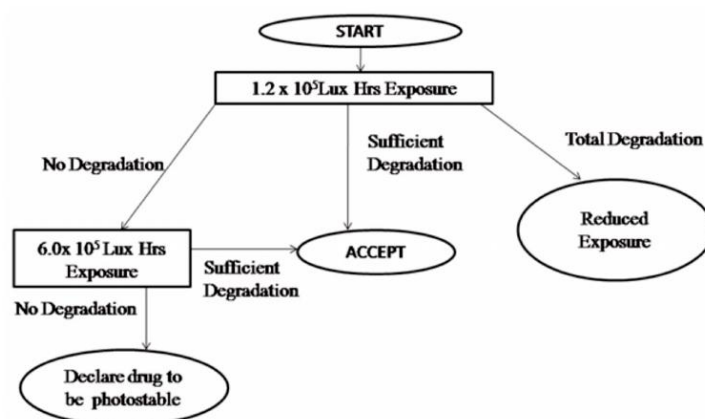 START
1.2 x 10⁵Lux Hrs Exposure
No Degradation
Sufficient
Degradation
Total Degradation
6.0x 10⁵ Lux Hrs
Exposure
Sufficient
Degradation
ACCEPT
Reduced
Exposure
No Degradation
Declare drug to
be photostable